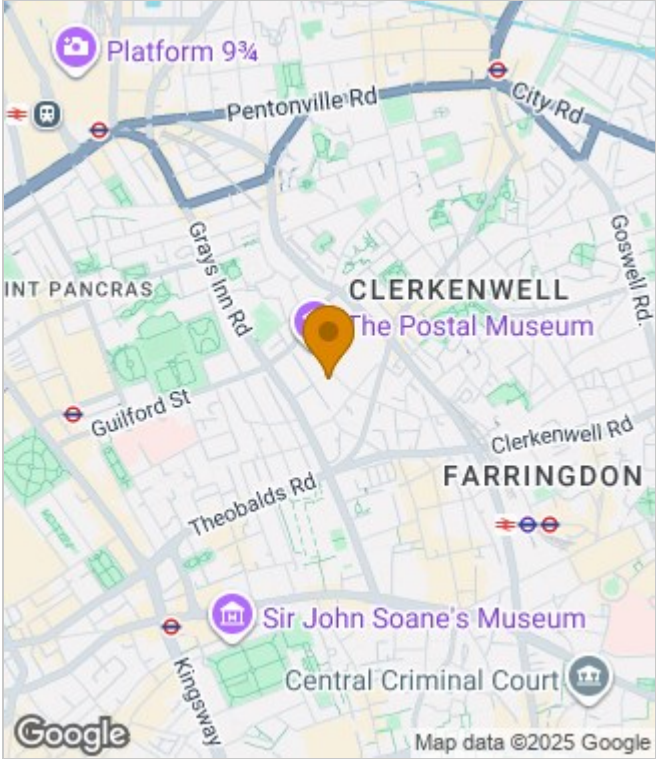 Platform 9¾
Pentonville Rd
City Rd
Grays Inn Rd
Goswell Rd.
INT PANCRAS
CLERKENWELL
The Postal Museum
Guilford St
Clerkenwell Rd
FARRINGDON
Theobalds Rd
Sir John Soane's Museum
Kingsway
Central Criminal Court
Google
Map data ©2025 Google